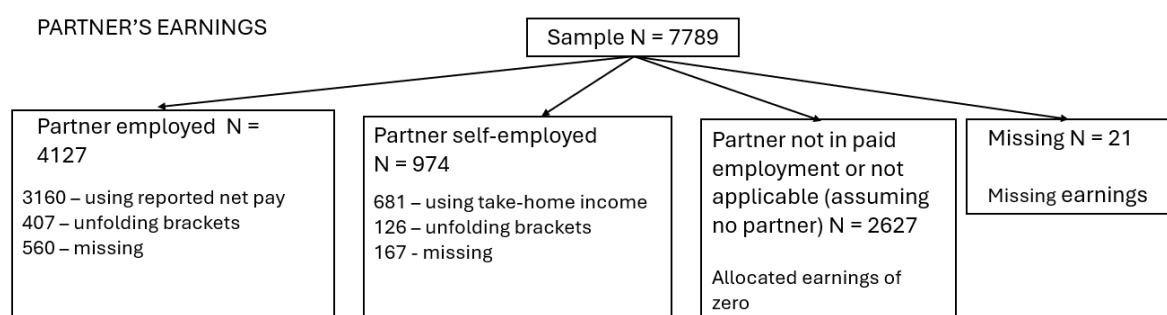 PARTNER'S EARNINGS
Sample N = 7789
Partner employed N =
4127
3160 – using reported net pay
407 – unfolding brackets
560 – missing
Partner self-employed
N = 974
681 – using take-home income
126 – unfolding brackets
167 - missing
Partner not in paid
employment or not
applicable (assuming
no partner) N = 2627
Allocated earnings of
zero
Missing N = 21
Missing earnings